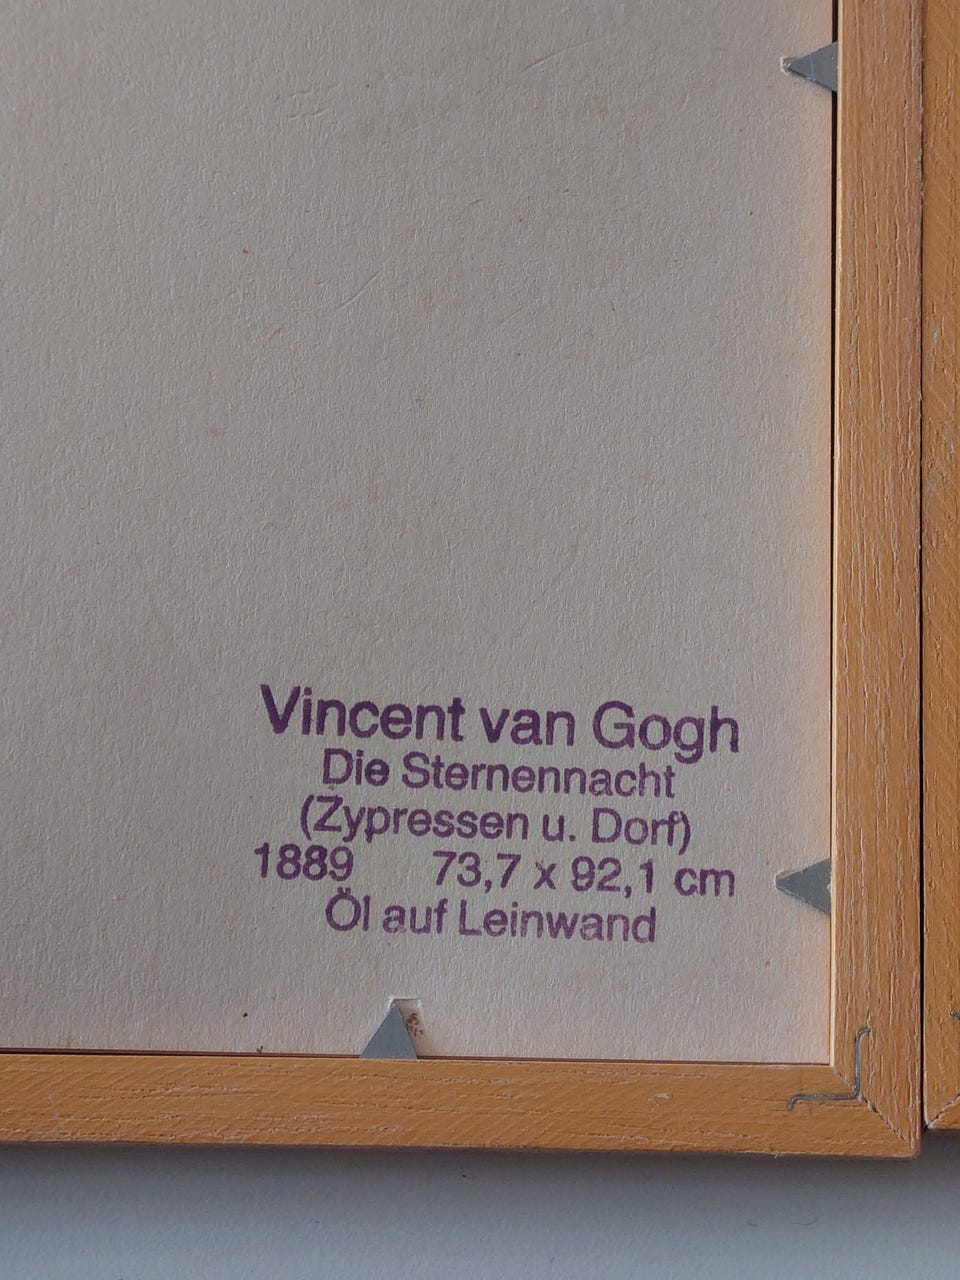 Vincent van Gogh
Die Sternennacht
(Zypressen u. Dorf)
1889 73,7 x 92,1 cm
Öl auf Leinwand